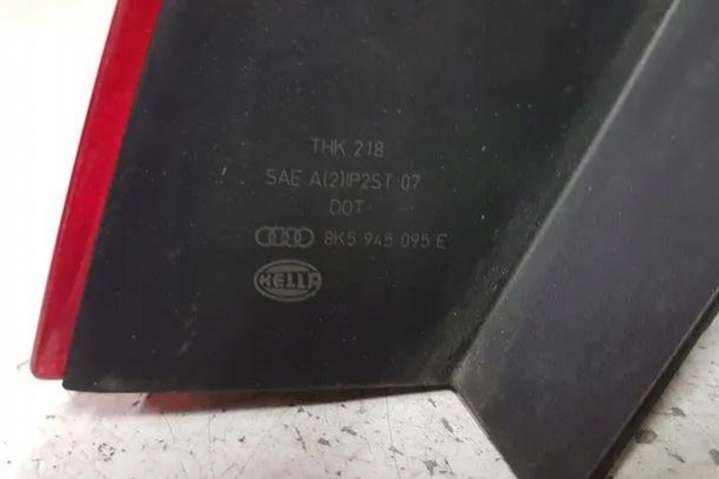 THK 218
SAE A(2)IP2ST 07
DOT
8K5 945 095 E
HELLA